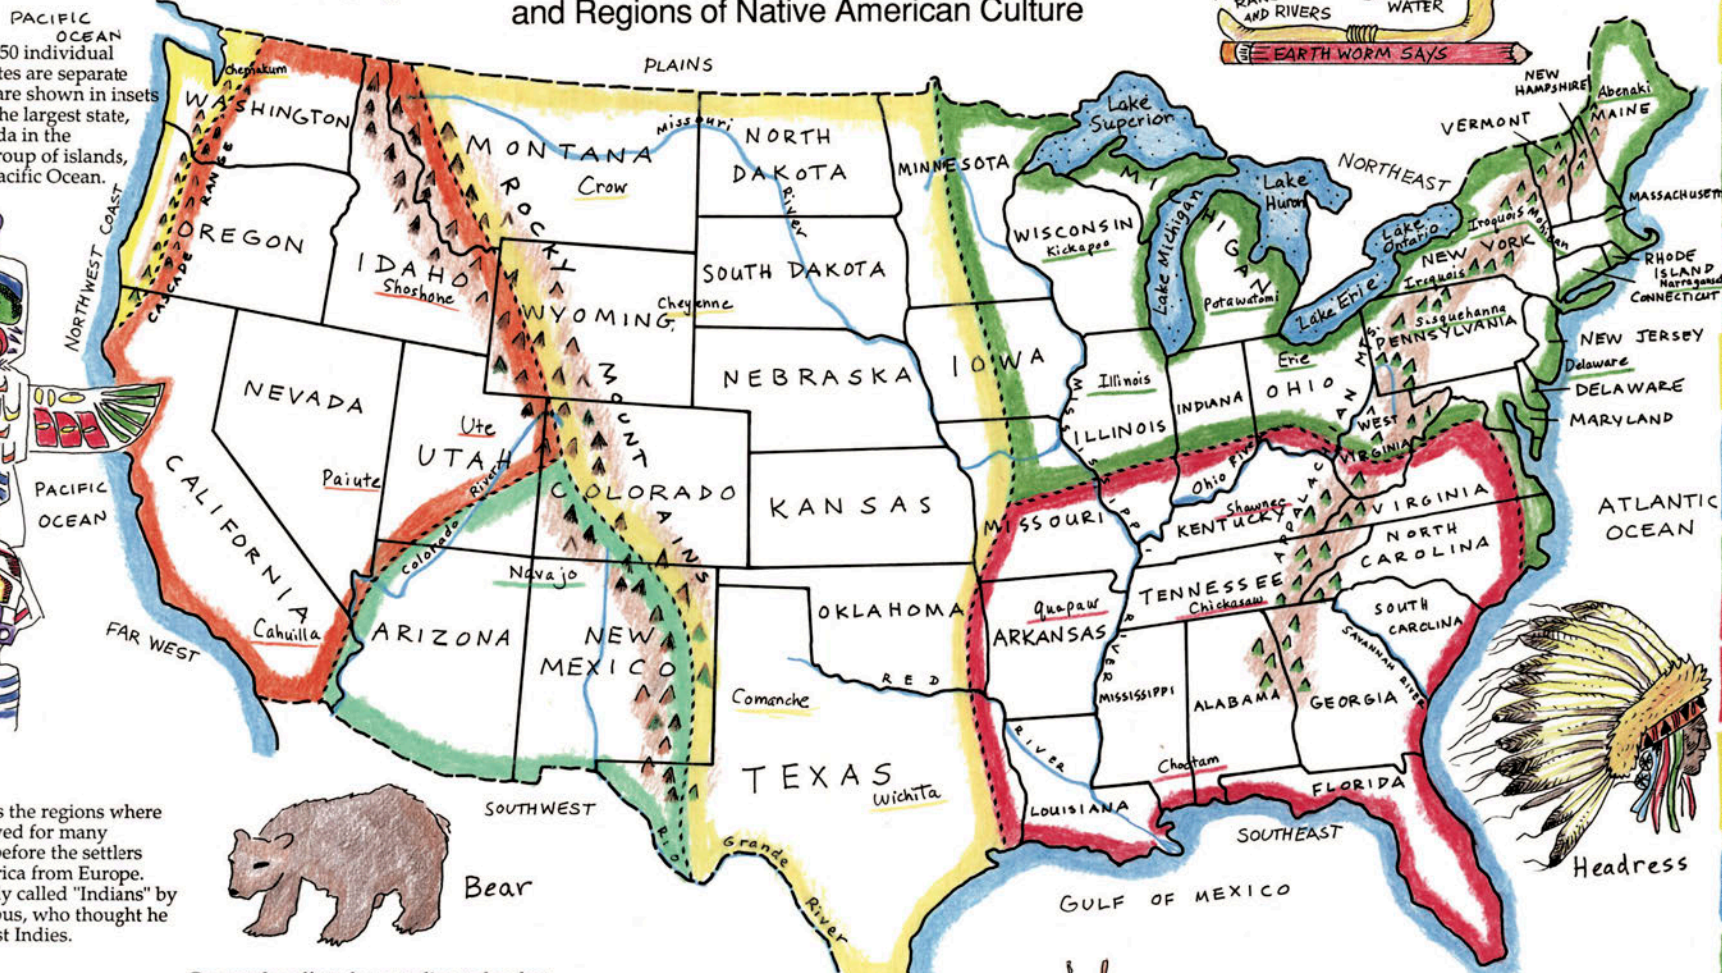 and Regions of Native American Culture
PACIFIC
OCEAN
50 individual
tes are separate
are shown in insets
he largest state,
da in the
roup of islands,
acific Ocean.
AND RIVERS
WATER
EARTH WORM SAYS
PLAINS
NORTHWEST COAST
Chemakum
WASHINGTON
CASCADE RANGE
OREGON
IDAHO
Shoshone
MONTANA
Crow
ROCKY MOUNTAINS
Missouri River
NORTH
DAKOTA
SOUTH DAKOTA
WYOMING
Cheyenne
NEBRASKA
MINNESOTA
IOWA
WISCONSIN
Kickapoo
Lake
Superior
Lake Michigan
MICHIGAN
Potawatomi
Lake
Huron
Lake Erie
Lake
Ontario
NORTHEAST
VERMONT
NEW
HAMPSHIRE
Abenaki
MAINE
MASSACHUSETT
Iroquois
Mohican
NEW YORK
Iroquois
RHODE
ISLAND
Narraganset
CONNECTICUT
Sisquehanna
PENNSYLVANIA
NEW JERSEY
Delaware
DELAWARE
MARYLAND
NEVADA
CALIFORNIA
Ute
UTAH
Paiute
Colorado River
COLORADO
KANSAS
MISSOURI
MISSISSIPPI RIVER
Illinois
ILLINOIS
INDIANA
Erie
OHIO
Ohio River
WEST
VIRGINIA
APPALACHIAN MTS.
Shawnee
KENTUCKY
VIRGINIA
NORTH
CAROLINA
TENNESSEE
Chickasaw
SOUTH
CAROLINA
SAVANNAH RIVER
ATLANTIC
OCEAN
PACIFIC
OCEAN
FAR WEST
Cahuilla
ARIZONA
Navajo
NEW
MEXICO
OKLAHOMA
Quapaw
ARKANSAS
RED RIVER
Comanche
TEXAS
Wichita
MISSISSIPPI
Choctam
ALABAMA
GEORGIA
LOUISIANA
FLORIDA
SOUTHWEST
Rio Grande River
SOUTHEAST
GULF OF MEXICO
Headress
Bear
s the regions where
ved for many
before the settlers
rica from Europe.
ly called "Indians" by
bus, who thought he
st Indies.